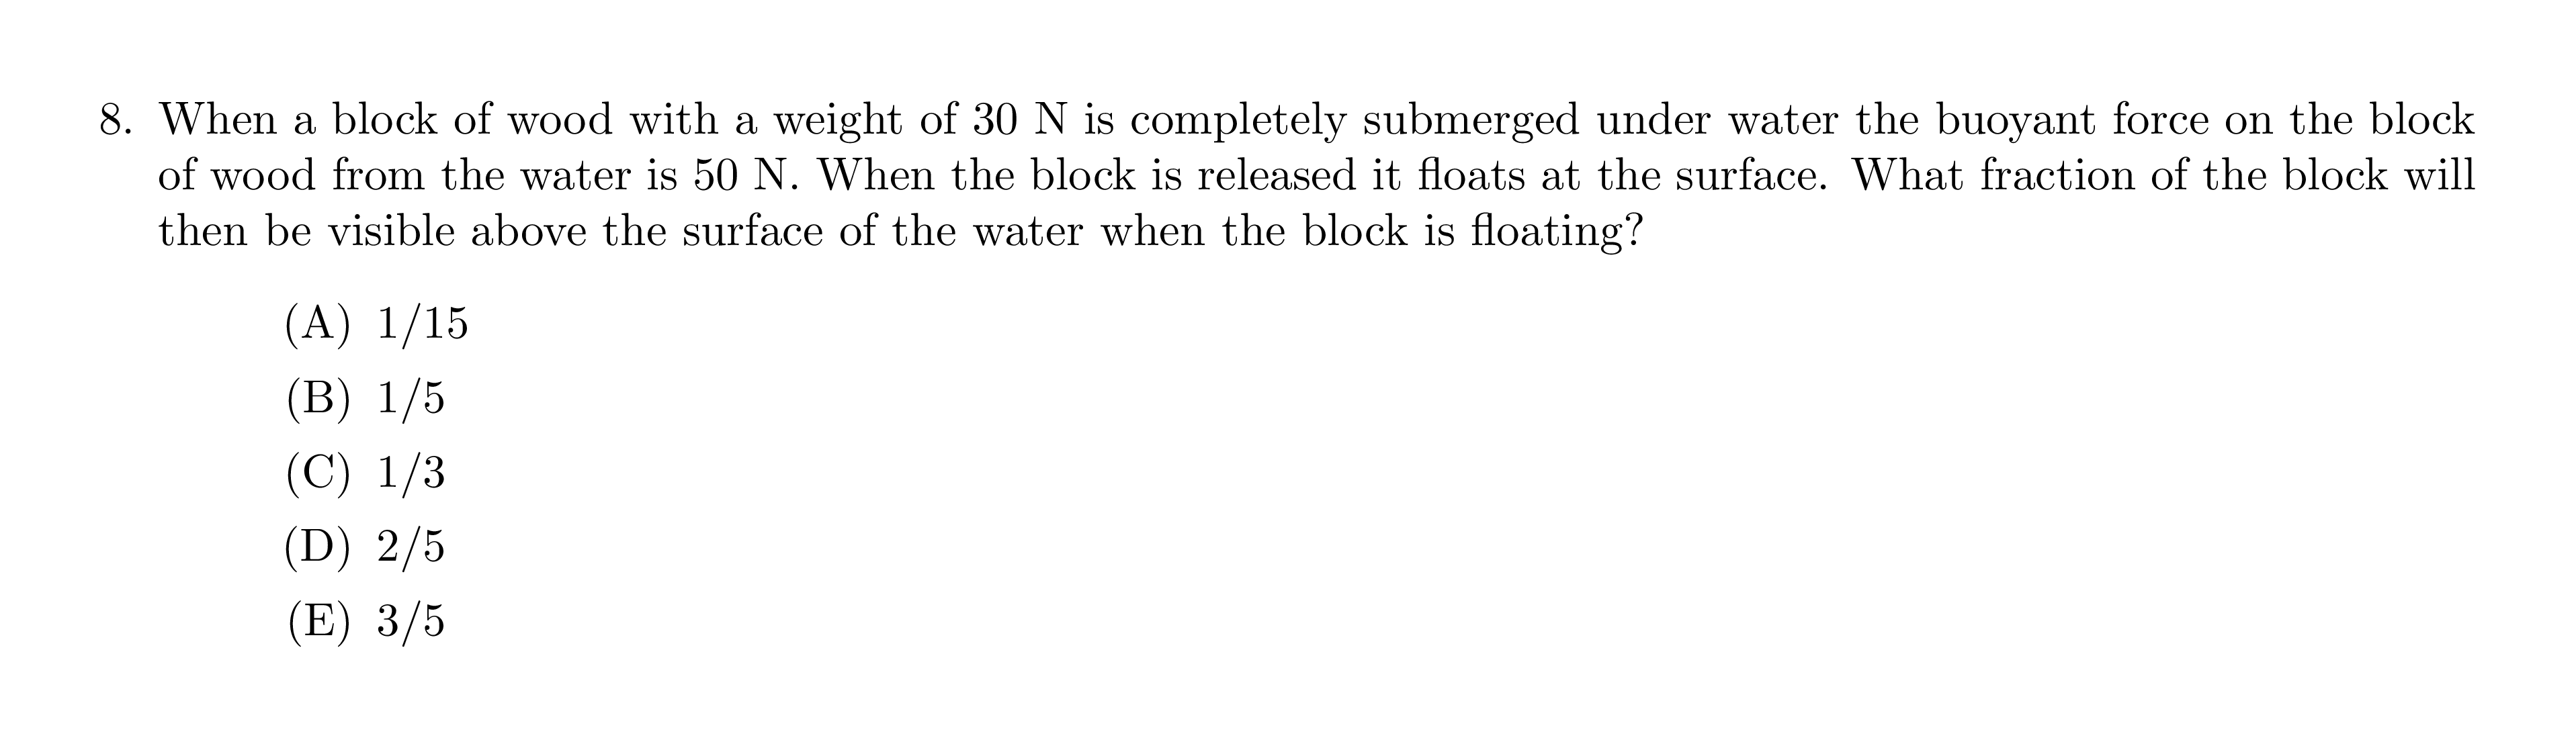 8. When a block of wood with a weight of 30 N is completely submerged under water the buoyant force on the block
of wood from the water is 50 N. When the block is released it floats at the surface. What fraction of the block will
then be visible above the surface of the water when the block is floating?
(A) 1/15
(B) 1/5
(C) 1/3
(D) 2/5
(E) 3/5